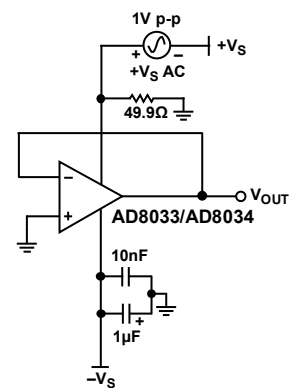 1V p-p
+ −
+VS
+VS AC
49.9Ω
−
+
VOUT
AD8033/AD8034
10nF
+
1μF
−VS